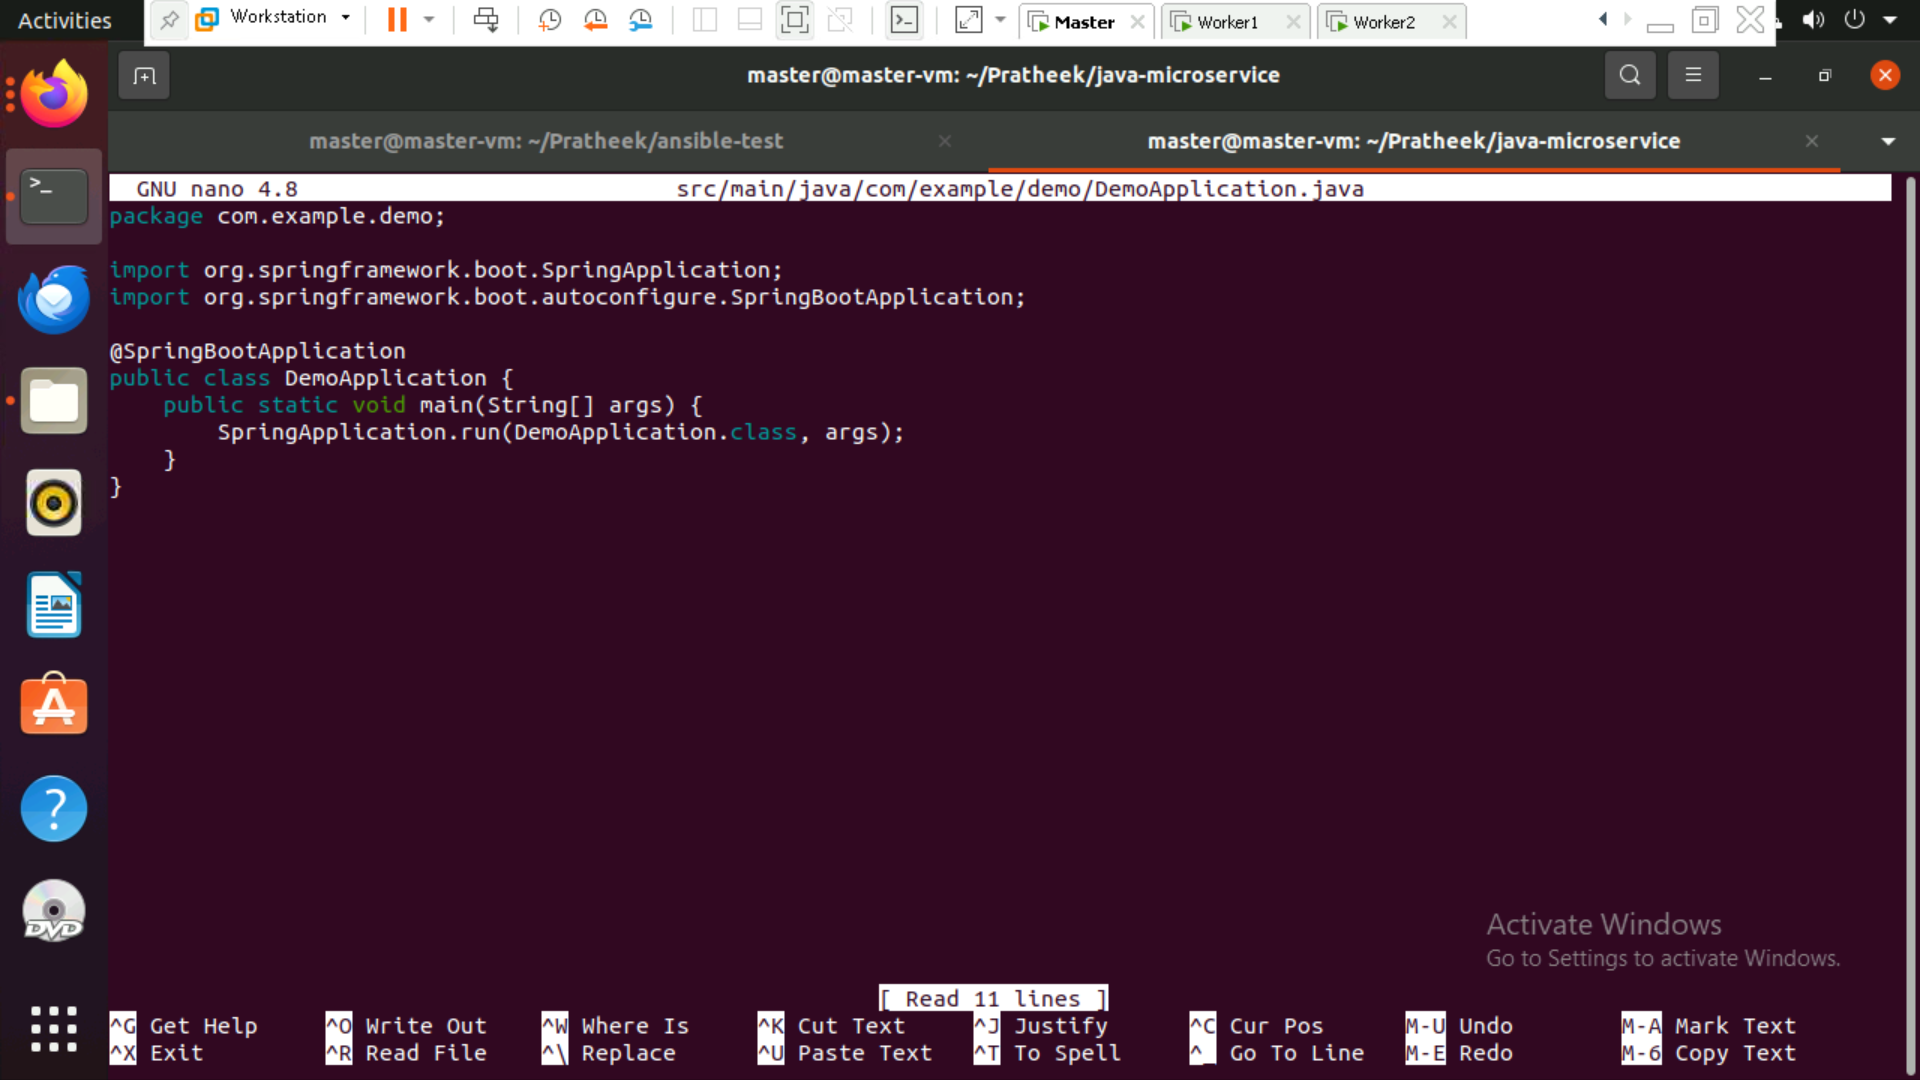 Activities
Workstation
Master
Worker1
Worker2
master@master-vm: ~/Pratheek/java-microservice
master@master-vm: ~/Pratheek/ansible-test
master@master-vm: ~/Pratheek/java-microservice
GNU nano 4.8 src/main/java/com/example/demo/DemoApplication.java
package com.example.demo;
import org.springframework.boot.SpringApplication;
import org.springframework.boot.autoconfigure.SpringBootApplication;
@SpringBootApplication
public class DemoApplication {
    public static void main(String[] args) {
        SpringApplication.run(DemoApplication.class, args);
    }
}
Activate Windows
Go to Settings to activate Windows.
[ Read 11 lines ]
^G Get Help ^O Write Out ^W Where Is ^K Cut Text ^J Justify ^C Cur Pos M-U Undo M-A Mark Text
^X Exit ^R Read File ^\ Replace ^U Paste Text ^T To Spell ^_ Go To Line M-E Redo M-6 Copy Text
DVD